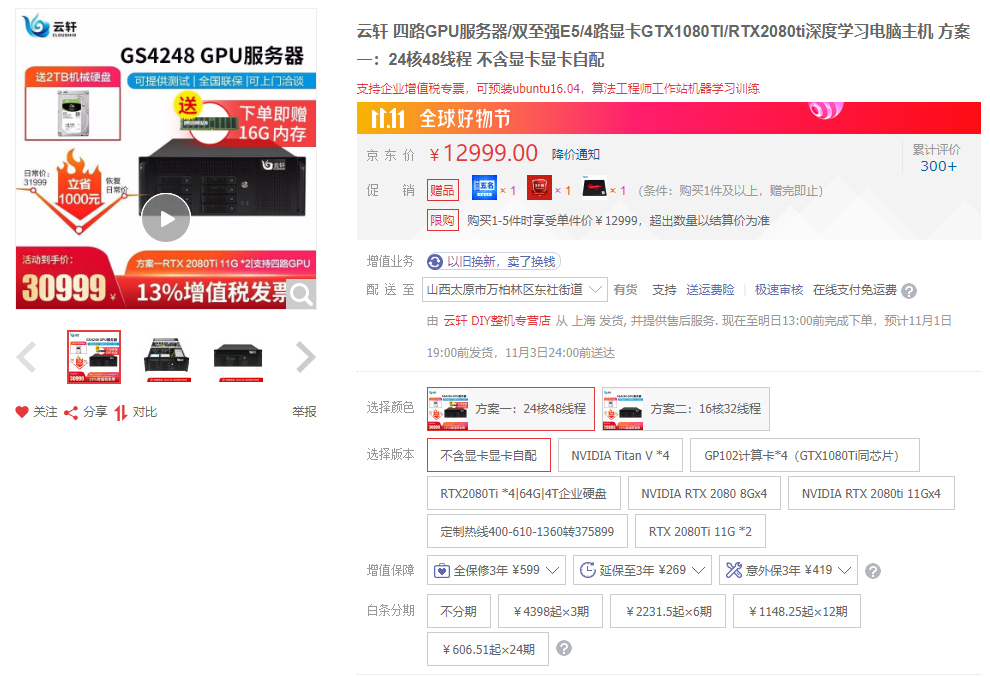 云轩
CLOUDHIN
GS4248 GPU服务器
送2TB机械硬盘
可提供测试 | 全国联保 |可上门洽谈
送
下单即赠
16G 内存
日常价:
31999
立省
1000元
恢复
日常价
云轩
活动到手价:
30999¥
方案一RTX 2080Ti 11G *2|支持四路GPU
13%增值税发票
关注 分享 对比 举报
云轩 四路GPU服务器/双至强E5/4路显卡GTX1080TI/RTX2080ti深度学习电脑主机 方案
一：24核48线程 不含显卡显卡自配
支持企业增值税专票，可预装ubuntu16.04，算法工程师工作站机器学习训练
11.11 全球好物节
京 东 价 ￥12999.00 降价通知
累计评价
300+
促 销 赠品 × 1 × 1 × 1 (条件：购买1件及以上，赠完即止)
限购 购买1-5件时享受单件价￥12999，超出数量以结算价为准
增值业务 以旧换新，卖了换钱
配 送 至 山西太原市万柏林区东社街道 有货 支持 送运费险 | 极速审核 在线支付免运费 ?
由 云轩 DIY整机专营店 从 上海 发货, 并提供售后服务. 现在至明日13:00前完成下单，预计11月1日
19:00前发货，11月3日24:00前送达
选择颜色 方案一：24核48线程 方案二：16核32线程
选择版本 不含显卡显卡自配 NVIDIA Titan V *4 GP102计算卡*4（GTX1080Ti同芯片）
RTX2080Ti *4|64G|4T企业硬盘 NVIDIA RTX 2080 8Gx4 NVIDIA RTX 2080ti 11Gx4
定制热线400-610-1360转375899 RTX 2080Ti 11G *2
增值保障 全保修3年 ¥599 延保至3年 ¥269 意外保3年 ¥419 ?
白条分期 不分期 ￥4398起×3期 ￥2231.5起×6期 ￥1148.25起×12期
￥606.51起×24期 ?